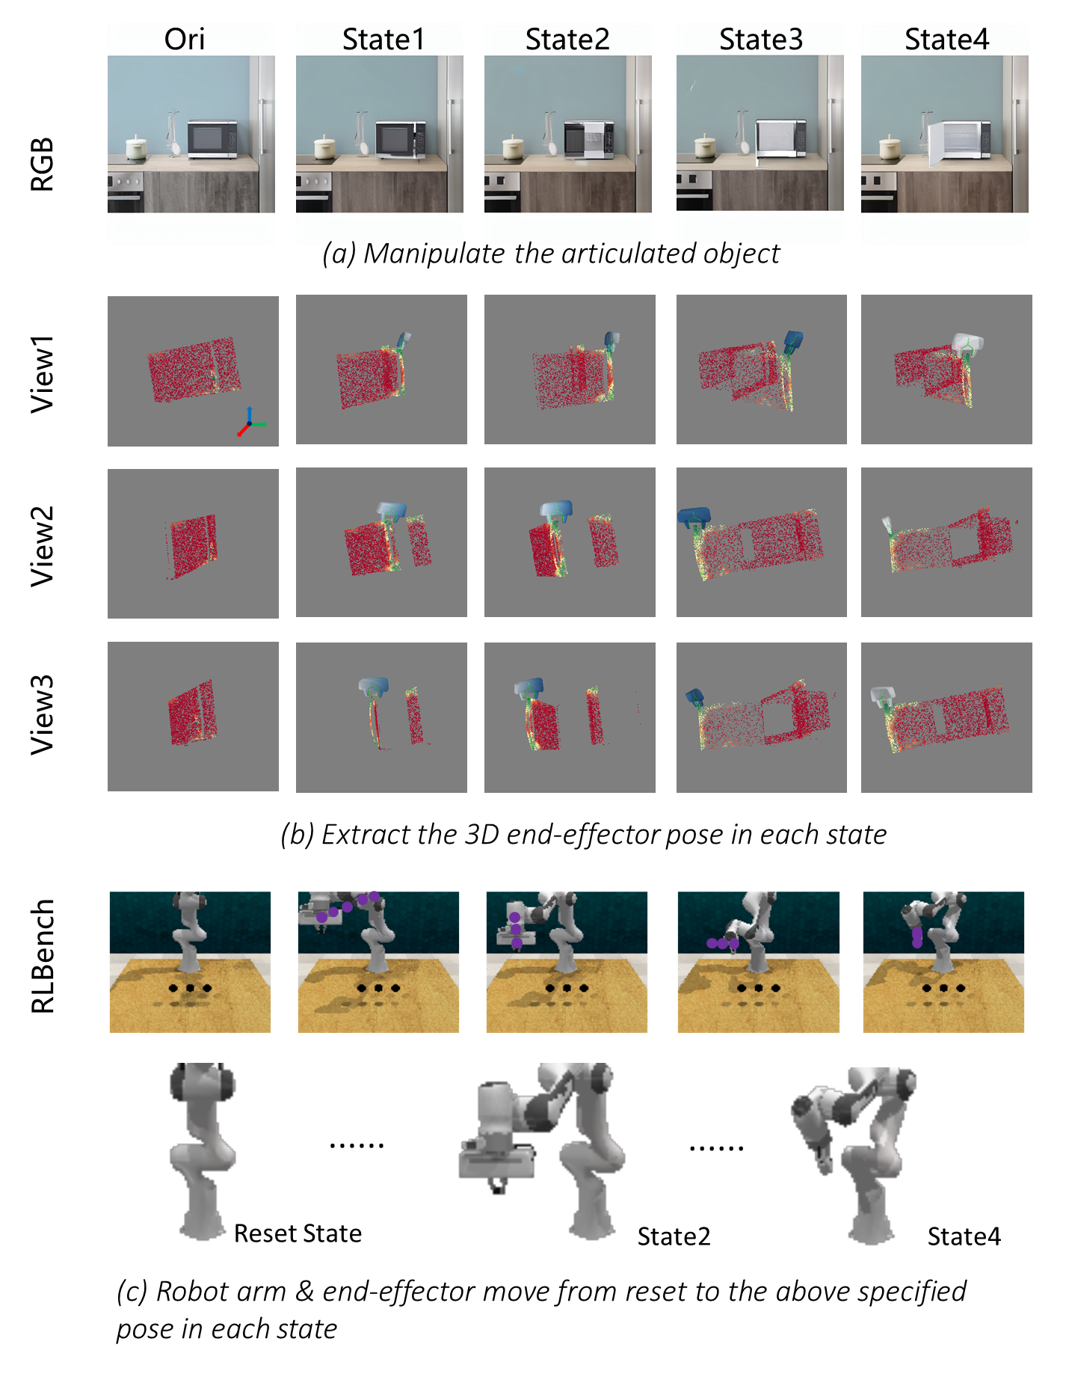 Ori State1 State2 State3 State4
RGB
(a) Manipulate the articulated object
View1
View2
View3
(b) Extract the 3D end-effector pose in each state
RLBench
...... ......
Reset State State2 State4
(c) Robot arm & end-effector move from reset to the above specified
pose in each state